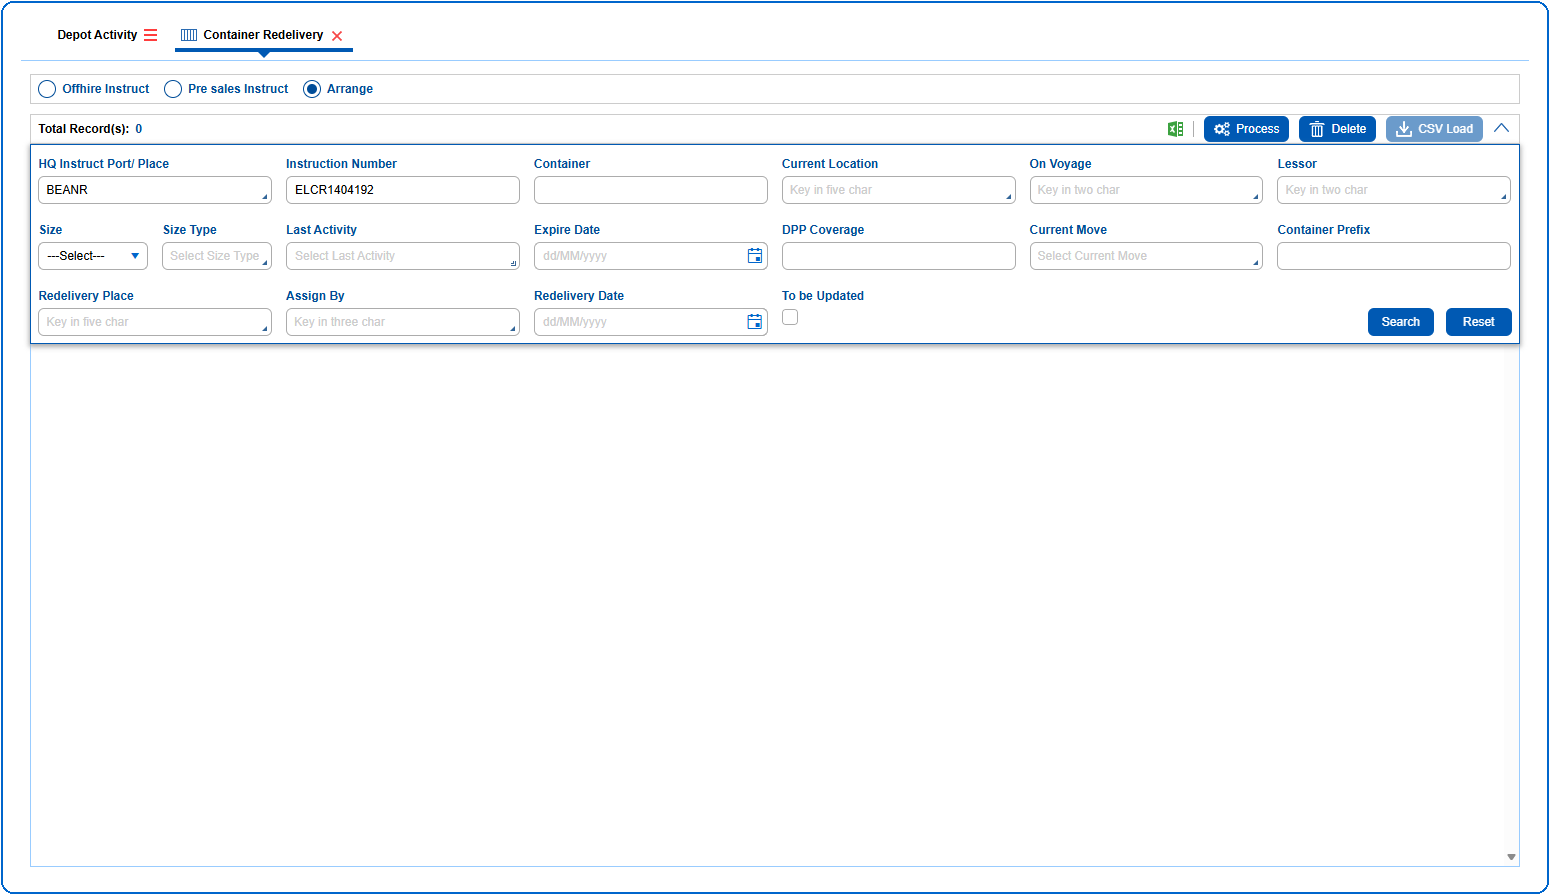 Depot Activity Container Redelivery
Offhire Instruct Pre sales Instruct Arrange
Total Record(s): 0 Process Delete CSV Load
HQ Instruct Port/ Place Instruction Number Container Current Location On Voyage Lessor
BEANR ELCR1404192 Key in five char Key in two char Key in two char
Size Size Type Last Activity Expire Date DPP Coverage Current Move Container Prefix
---Select--- Select Size Type Select Last Activity dd/MM/yyyy Select Current Move
Redelivery Place Assign By Redelivery Date To be Updated
Key in five char Key in three char dd/MM/yyyy Search Reset